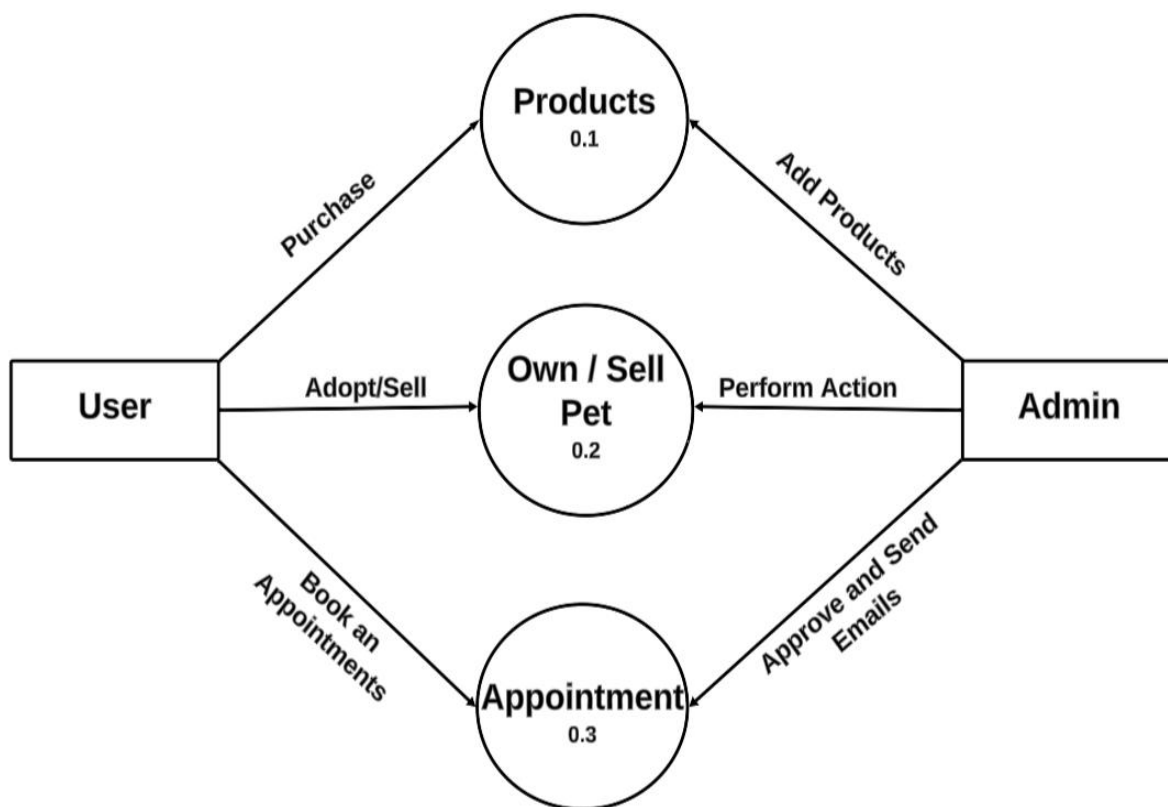 Products
0.1
Purchase
Add Products
Own / Sell
Pet
0.2
User
Adopt/Sell
Perform Action
Admin
Book an
Appointments
Approve and Send
Emails
Appointment
0.3